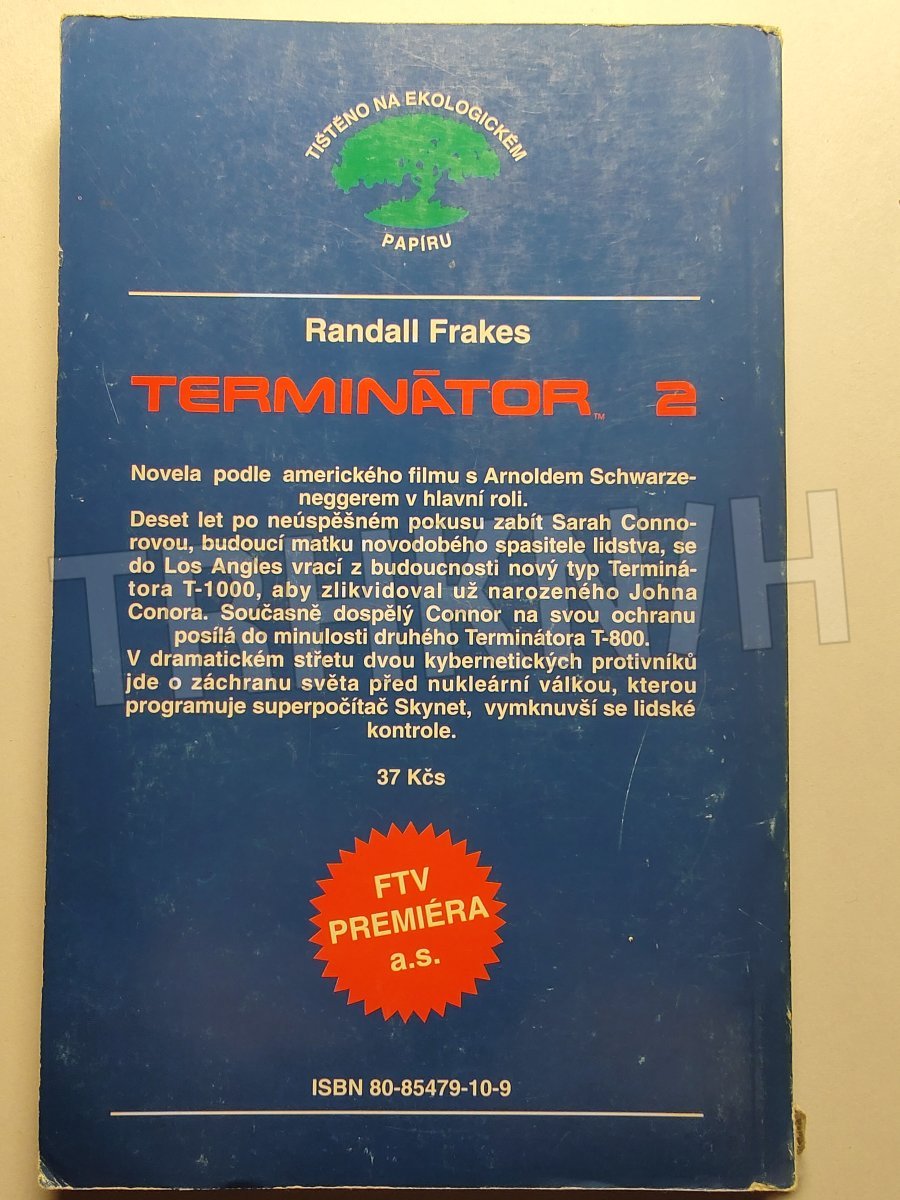 TIŠTĚNO NA EKOLOGICKÉM
PAPÍRU
Randall Frakes
TERMINÁTOR™ 2
Novela podle amerického filmu s Arnoldem Schwarze-
neggerem v hlavní roli.
Deset let po neúspěšném pokusu zabít Sarah Conno-
rovou, budoucí matku novodobého spasitele lidstva, se
do Los Angles vrací z budoucnosti nový typ Terminá-
tora T-1000, aby zlikvidoval už narozeného Johna
Conora. Současně dospělý Connor na svou ochranu
posílá do minulosti druhého Terminátora T-800.
V dramatickém střetu dvou kybernetických protivníků
jde o záchranu světa před nukleární válkou, kterou
programuje superpočítač Skynet, vymknuvší se lidské
kontrole.
37 Kčs
FTV
PREMIÉRA
a.s.
ISBN 80-85479-10-9